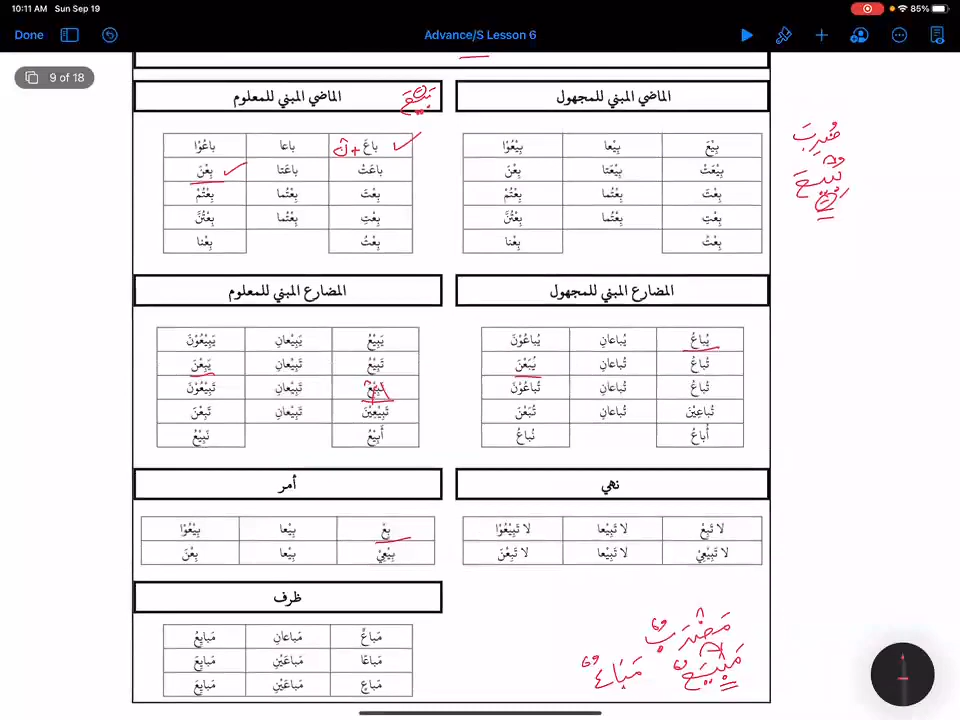 10:11 AM Sun Sep 19 85%
Done Advance/S Lesson 6
9 of 18
الماضي المبني للمجهول
الماضي المبني للمعلوم
بِيْعَ بِيْعا بِيْعُوْا
بِيْعَتْ بِيْعَتا بِعْنَ
بِعْتَ بِعْتُما بِعْتُمْ
بِعْتِ بِعْتُما بِعْتُنَّ
بِعْتُ بِعْنا
باعَ + نَ باعا باعُوْا
باعَتْ باعَتا بِعْنَ
بِعْتَ بِعْتُما بِعْتُمْ
بِعْتِ بِعْتُما بِعْتُنَّ
بِعْتُ بِعْنا
ضُرِبَ
المضارع المبني للمجهول
المضارع المبني للمعلوم
يُباعُ يُباعانِ يُباعُوْنَ
تُباعُ تُباعانِ يُبَعْنَ
تُباعُ تُباعانِ تُباعُوْنَ
تُباعِيْنَ تُباعانِ تُبَعْنَ
أُباعُ نُباعُ
يَبِيْعُ يَبِيْعانِ يَبِيْعُوْنَ
تَبِيْعُ تَبِيْعانِ يَبِعْنَ
تَبِيْعُ تَبِيْعانِ تَبِيْعُوْنَ
تَبِيْعِيْنَ تَبِيْعانِ تَبِعْنَ
أَبِيْعُ نَبِيْعُ
نهي
أمر
لا تَبِعْ لا تَبِيْعا لا تَبِيْعُوْا
لا تَبِيْعِيْ لا تَبِيْعا لا تَبِعْنَ
بِعْ بِيْعا بِيْعُوْا
بِيْعِيْ بِيْعا بِعْنَ
ظرف
مَباعٌ مَباعانِ مَبايِعُ
مَباعًا مَباعَيْنِ مَبايِعَ
مَباعٍ مَباعَيْنِ مَبايِعَ
مَضْرَبٌ
مَبْيَعٌ مَبَاعٌ